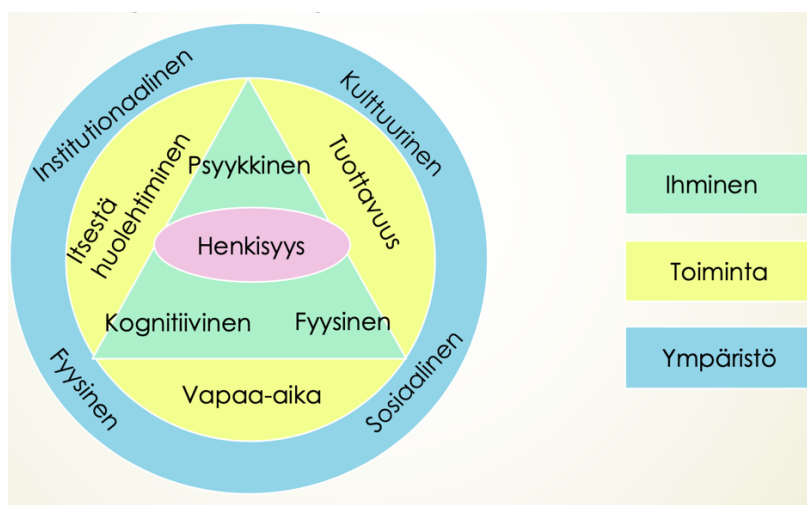 Institutionaalinen
Kulttuurinen
Itsestä
huolehtiminen
Psyykkinen
Tuottavuus
Henkisyys
Kognitiivinen
Fyysinen
Fyysinen
Vapaa-aika
Sosiaalinen
Ihminen
Toiminta
Ympäristö